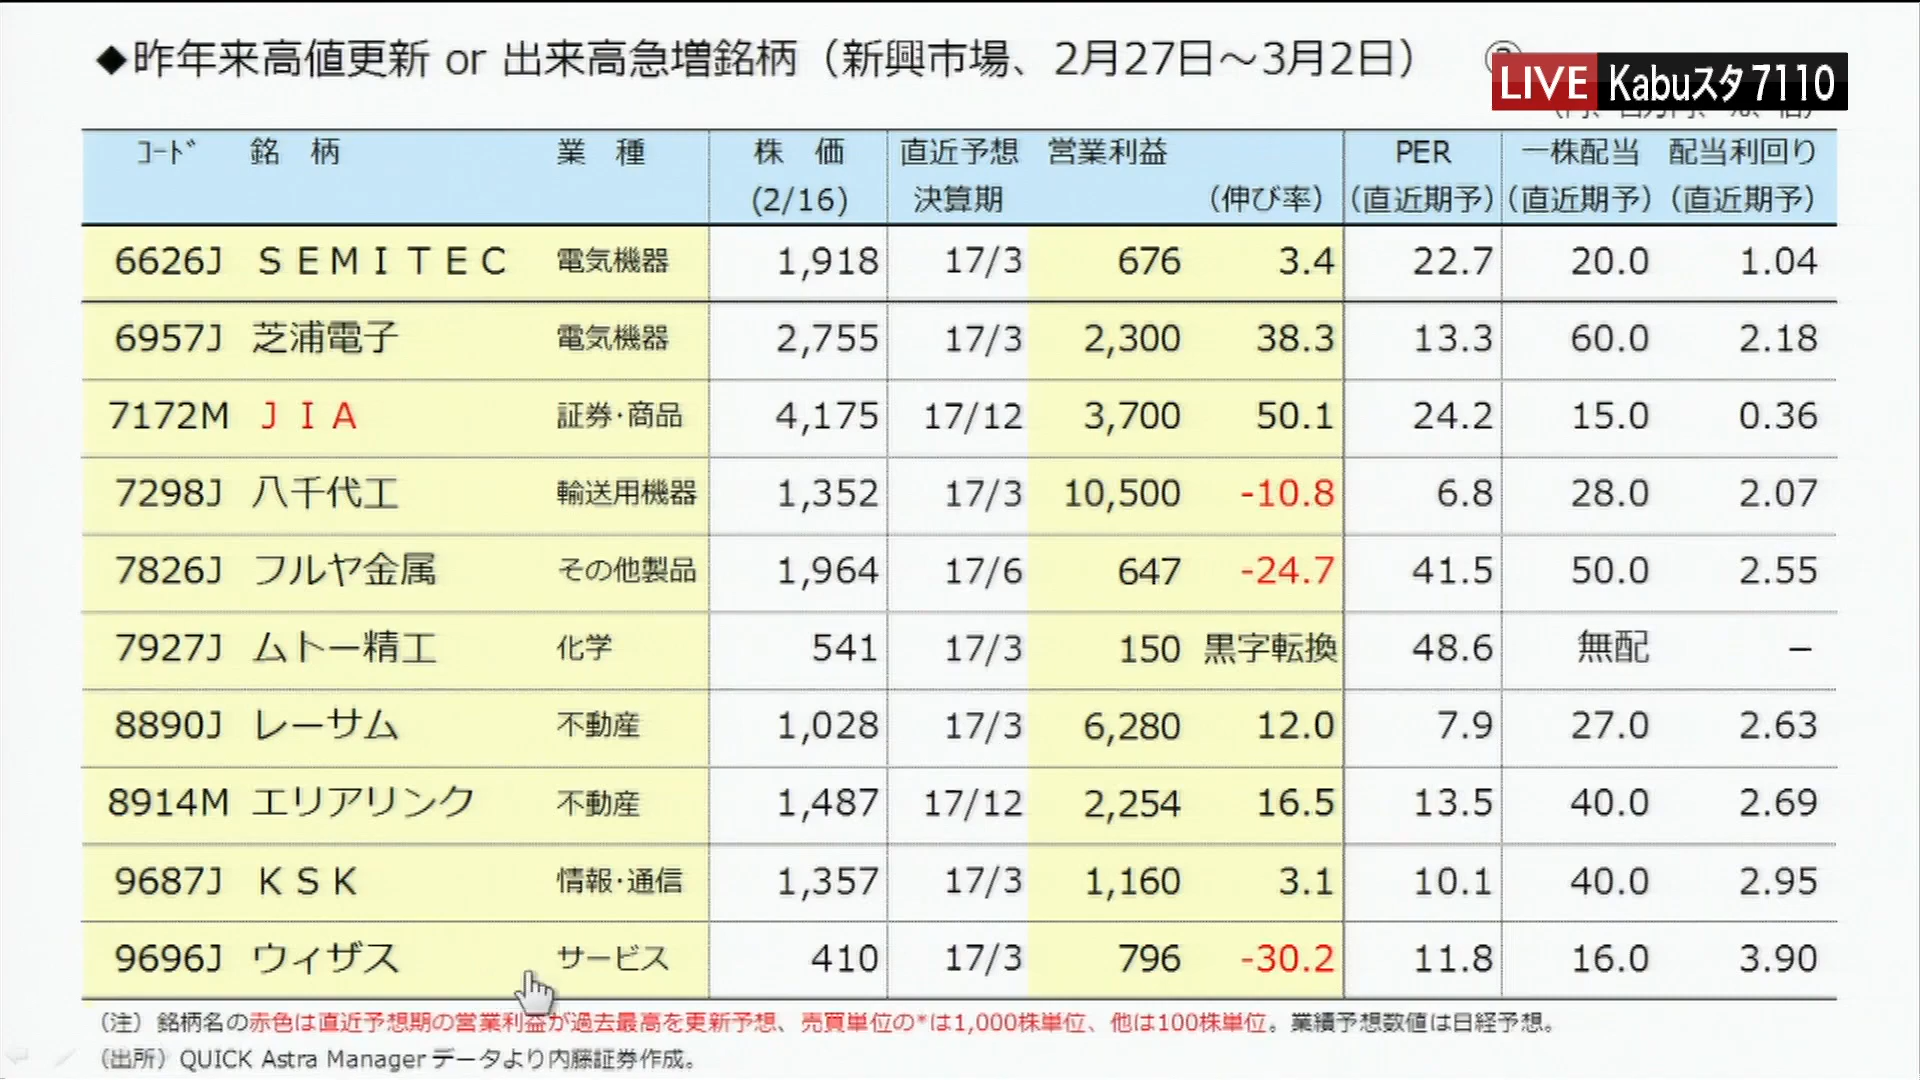 ◆昨年来高値更新 or 出来高急増銘柄（新興市場、2月27日～3月2日）
LIVE Kabuスタ 7110
ｺｰﾄﾞ 銘 柄 業 種 株 価 直近予想 営業利益 PER 一株配当 配当利回り
(2/16) 決算期 （伸び率） （直近期予） （直近期予） （直近期予）
6626J ＳＥＭＩＴＥＣ 電気機器 1,918 17/3 676 3.4 22.7 20.0 1.04
6957J 芝浦電子 電気機器 2,755 17/3 2,300 38.3 13.3 60.0 2.18
7172M ＪＩＡ 証券･商品 4,175 17/12 3,700 50.1 24.2 15.0 0.36
7298J 八千代工 輸送用機器 1,352 17/3 10,500 -10.8 6.8 28.0 2.07
7826J フルヤ金属 その他製品 1,964 17/6 647 -24.7 41.5 50.0 2.55
7927J ムトー精工 化学 541 17/3 150 黒字転換 48.6 無配 －
8890J レーサム 不動産 1,028 17/3 6,280 12.0 7.9 27.0 2.63
8914M エリアリンク 不動産 1,487 17/12 2,254 16.5 13.5 40.0 2.69
9687J ＫＳＫ 情報･通信 1,357 17/3 1,160 3.1 10.1 40.0 2.95
9696J ウィザス サービス 410 17/3 796 -30.2 11.8 16.0 3.90
（注）銘柄名の赤色は直近予想期の営業利益が過去最高を更新予想、売買単位の*は1,000株単位、他は100株単位。業績予想数値は日経予想。
（出所）QUICK Astra Manager データより内藤証券作成。